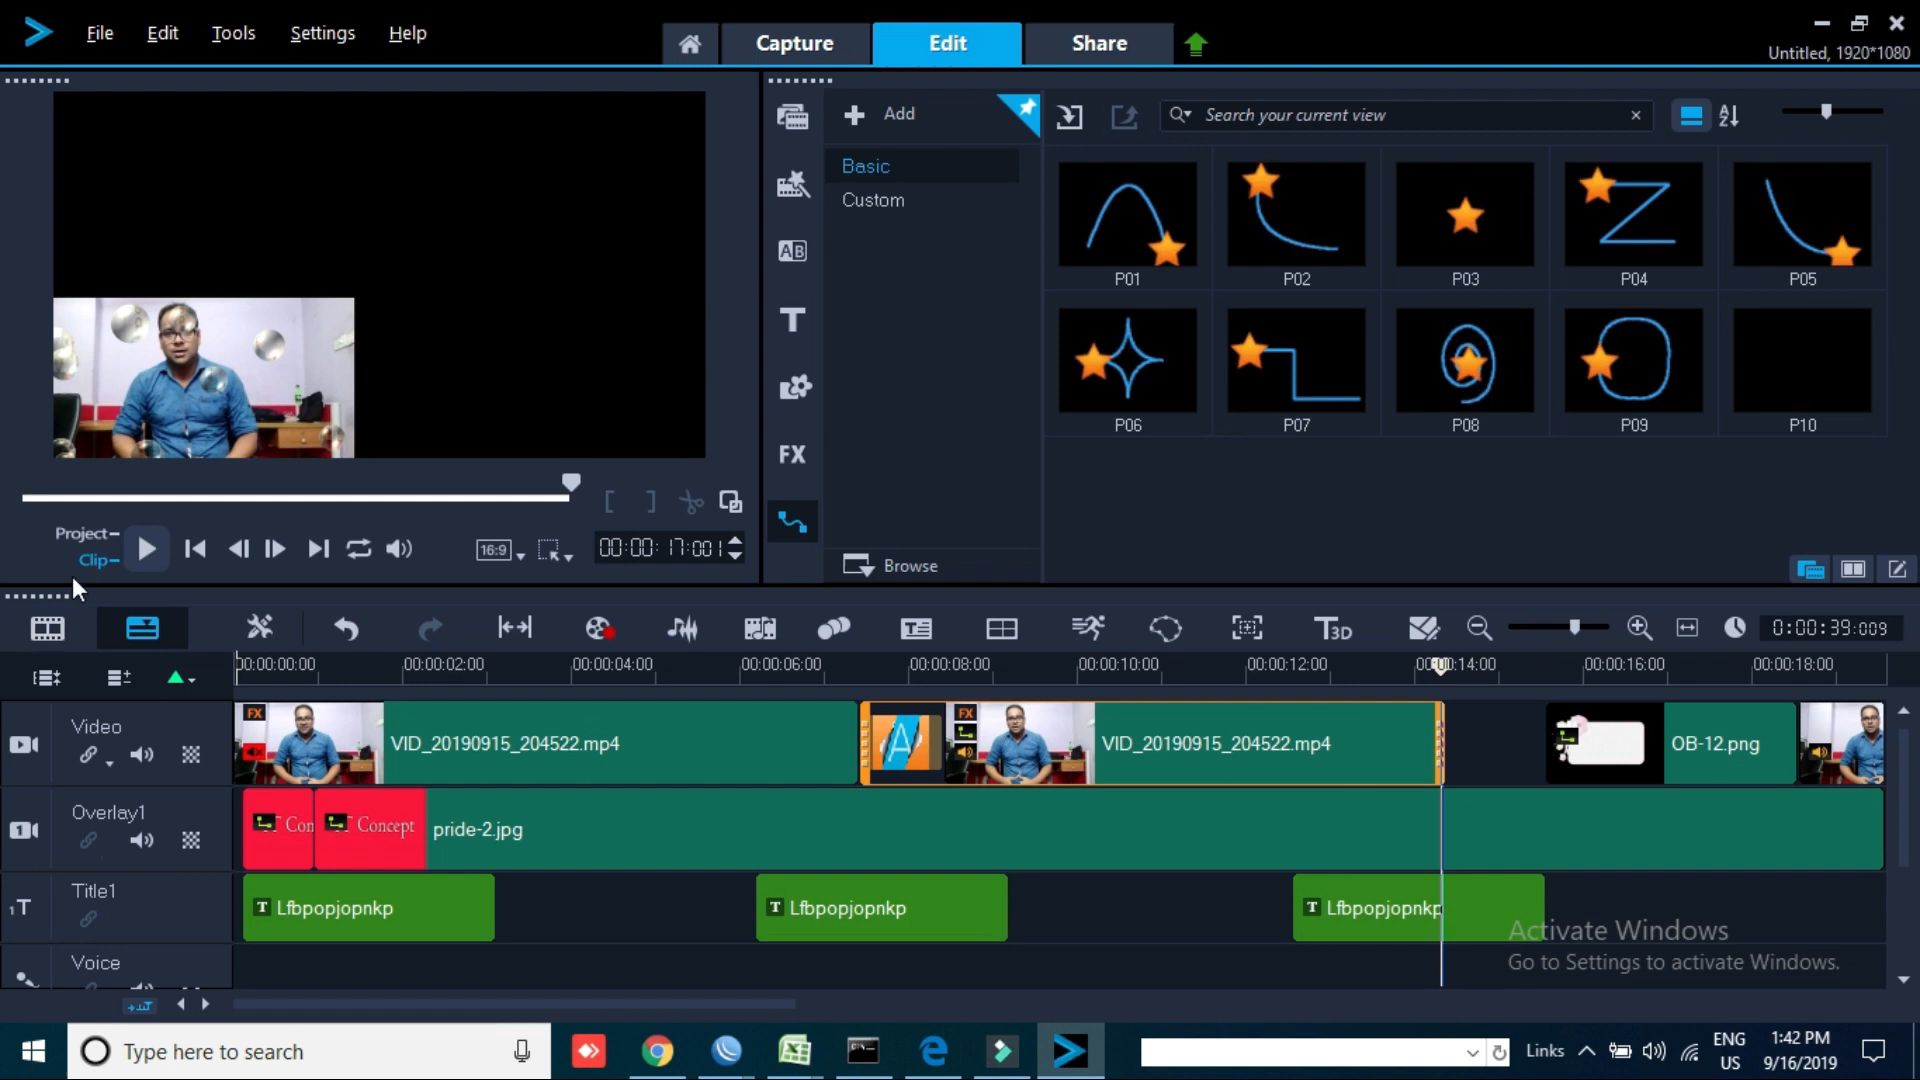 File Edit Tools Settings Help
Capture Edit Share
Untitled, 1920*1080
Add
Search your current view
Basic
Custom
P01 P02 P03 P04 P05
P06 P07 P08 P09 P10
Browse
Project
Clip
16:9
00:00:17:001
AB
T
FX
T3D
0:00:39:009
00:00:00:00 00:00:02:00 00:00:04:00 00:00:06:00 00:00:08:00 00:00:10:00 00:00:12:00 00:00:14:00 00:00:16:00 00:00:18:00
Video
FX
VID_20190915_204522.mp4
FX
VID_20190915_204522.mp4
OB-12.png
Overlay1
Concept
pride-2.jpg
Title1
T Lfbpopjopnkp
T Lfbpopjopnkp
T Lfbpopjopnkp
Voice
Activate Windows
Go to Settings to activate Windows.
Type here to search
Links
ENG
US
1:42 PM
9/16/2019